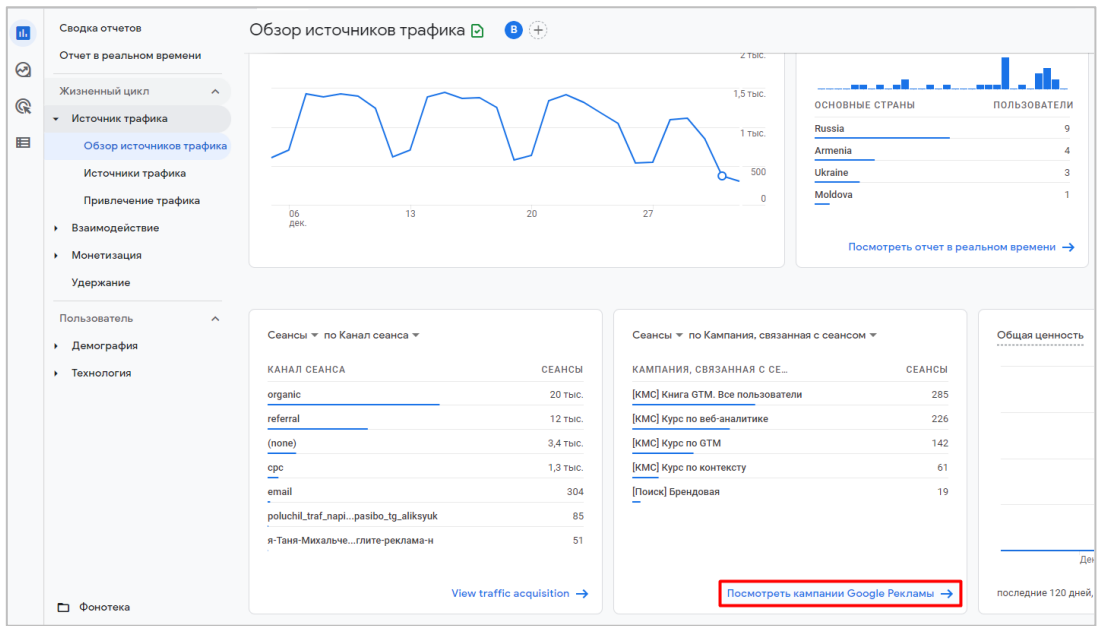 Сводка отчетов
Отчет в реальном времени
Жизненный цикл
Источник трафика
Обзор источников трафика
Источники трафика
Привлечение трафика
Взаимодействие
Монетизация
Удержание
Пользователь
Демография
Технология
Фонотека
Обзор источников трафика
B
2 тыс.
1,5 тыс.
1 тыс.
500
0
06 13 20 27
дек.
ОСНОВНЫЕ СТРАНЫ ПОЛЬЗОВАТЕЛИ
Russia 9
Armenia 4
Ukraine 3
Moldova 1
Посмотреть отчет в реальном времени →
Сеансы по Канал сеанса
КАНАЛ СЕАНСА СЕАНСЫ
organic 20 тыс.
referral 12 тыс.
(none) 3,4 тыс.
cpc 1,3 тыс.
email 304
poluchil_traf_napi...pasibo_tg_aliksyuk 85
я-Таня-Михальче...глите-реклама-н 51
View traffic acquisition →
Сеансы по Кампания, связанная с сеансом
КАМПАНИЯ, СВЯЗАННАЯ С СЕ... СЕАНСЫ
[КМС] Книга GTM. Все пользователи 285
[КМС] Курс по веб-аналитике 226
[КМС] Курс по GTM 142
[КМС] Курс по контексту 61
[Поиск] Брендовая 19
Посмотреть кампании Google Рекламы →
Общая ценность
Де
последние 120 дней,